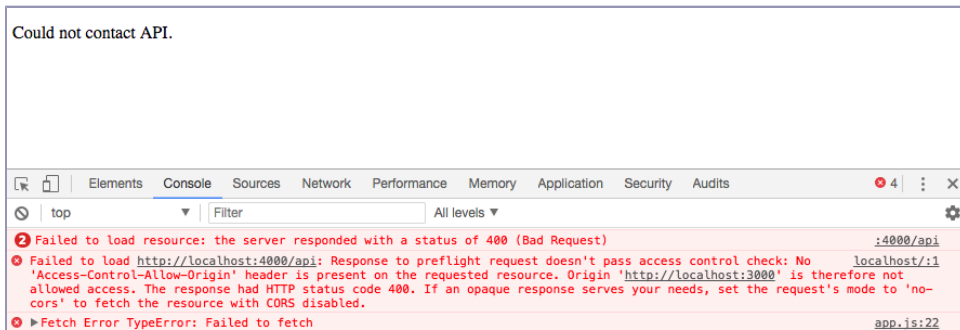 Could not contact API.
Elements Console Sources Network Performance Memory Application Security Audits 4
top Filter All levels
2 Failed to load resource: the server responded with a status of 400 (Bad Request) :4000/api
Failed to load http://localhost:4000/api: Response to preflight request doesn't pass access control check: No localhost/:1
'Access-Control-Allow-Origin' header is present on the requested resource. Origin 'http://localhost:3000' is therefore not
allowed access. The response had HTTP status code 400. If an opaque response serves your needs, set the request's mode to 'no-
cors' to fetch the resource with CORS disabled.
Fetch Error TypeError: Failed to fetch app.js:22